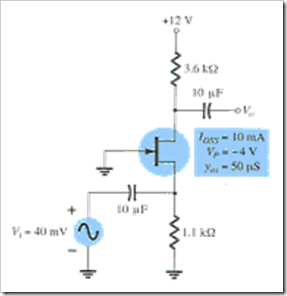 +12 V
3.6 kΩ
10 µF
Vo
IDSS = 10 mA
Vp = −4 V
yos = 50 µS
10 µF
+
Vi = 40 mV
−
1.1 kΩ